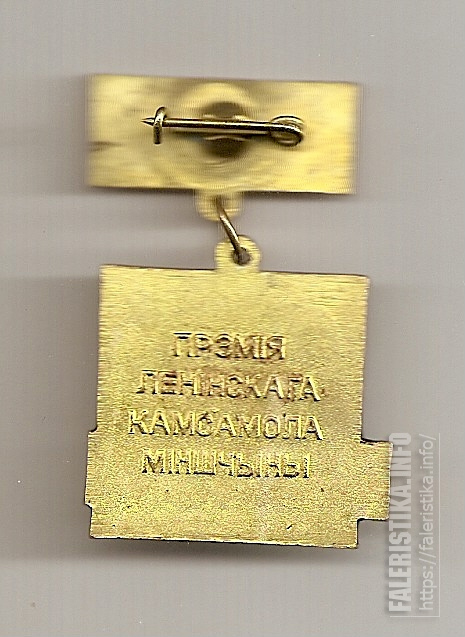 ПРЭМІЯ
ЛЕНІНСКАГА
КАМСАМОЛА
МІНШЧЫНЫ
FALERISTIKA.INFO
https://faleristika.info/